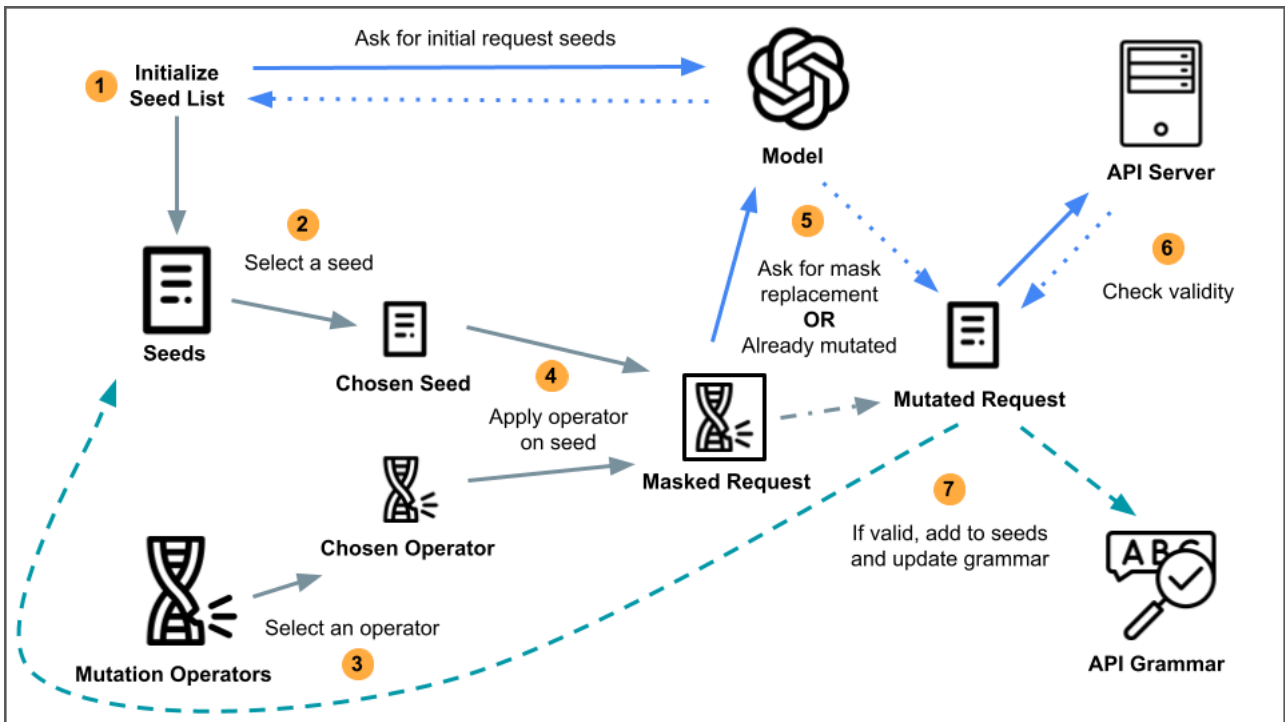 Ask for initial request seeds
1
Initialize
Seed List
Model
API Server
2
Select a seed
5
Ask for mask
replacement
OR
Already mutated
6
Check validity
Seeds
Chosen Seed
4
Apply operator
on seed
Mutated Request
Masked Request
7
If valid, add to seeds
and update grammar
Chosen Operator
ABC
Select an operator
3
Mutation Operators
API Grammar